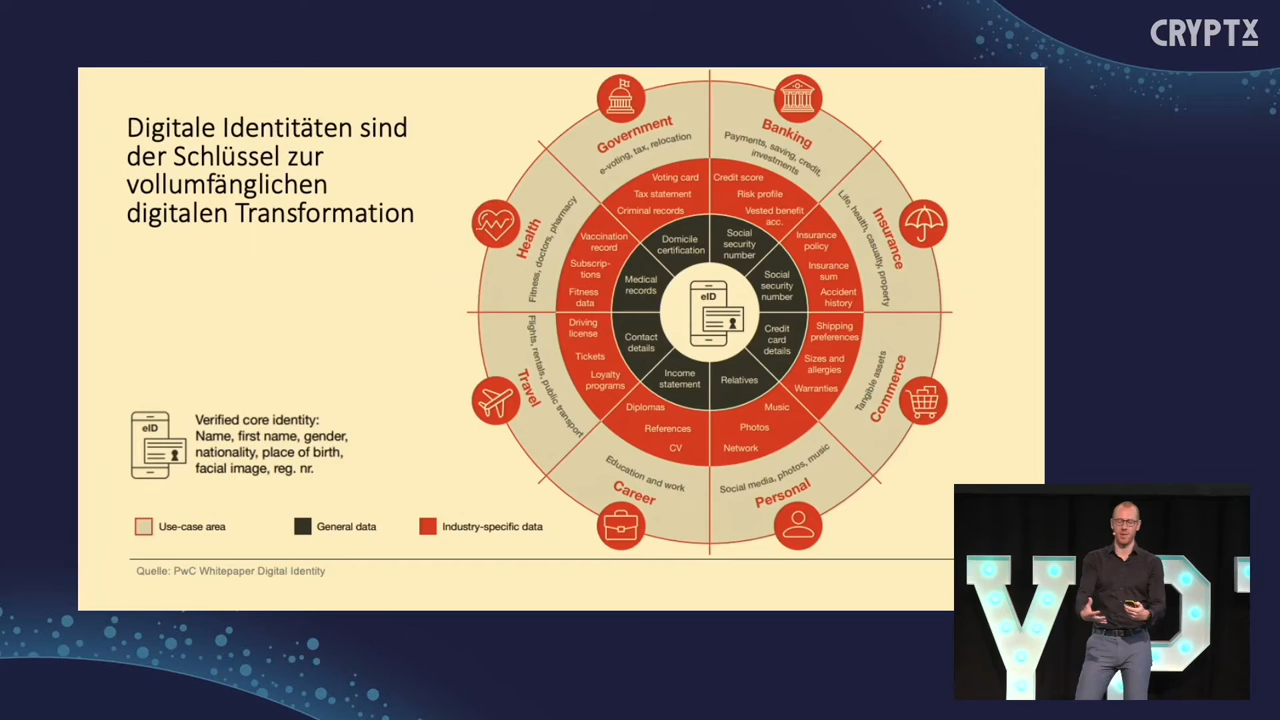 CRYPTX
Digitale Identitäten sind
der Schlüssel zur
vollumfänglichen
digitalen Transformation
Government
e-voting, tax, relocation
Banking
Payments, saving, credit,
investments
Insurance
Life, health, casualty, property
Commerce
Tangible assets
Personal
Social media, photos, music
Career
Education and work
Travel
Flights, rentals, public transport
Health
Fitness, doctors, pharmacy
Voting card
Tax statement
Criminal records
Credit score
Risk profile
Vested benefit
acc.
Insurance
policy
Insurance
sum
Accident
history
Shipping
preferences
Sizes and
allergies
Warranties
Music
Photos
Network
Diplomas
References
CV
Driving
license
Tickets
Loyalty
programs
Vaccination
record
Subscrip-
tions
Fitness
data
Domicile
certification
Social
security
number
Social
security
number
Credit
card
details
Relatives
Income
statement
Contact
details
Medical
records
eID
eID
Verified core identity:
Name, first name, gender,
nationality, place of birth,
facial image, reg. nr.
Use-case area
General data
Industry-specific data
Quelle: PwC Whitepaper Digital Identity
YPT